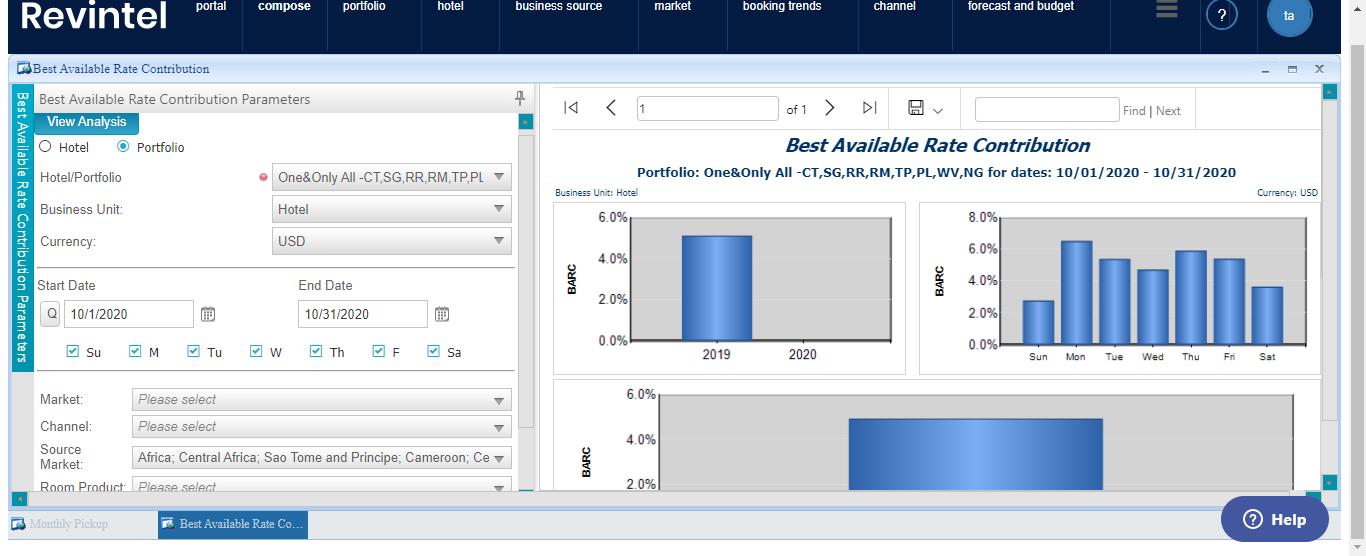 Revintel
portal
compose
portfolio
hotel
business source
market
booking trends
channel
forecast and budget
?
ta
Best Available Rate Contribution
Best Available Rate Contribution Parameters
Best Available Rate Contribution Parameters
View Analysis
Hotel
Portfolio
Hotel/Portfolio
One&Only All -CT,SG,RR,RM,TP,PL
Business Unit:
Hotel
Currency:
USD
Start Date
End Date
Q
10/1/2020
10/31/2020
Su
M
Tu
W
Th
F
Sa
Market:
Please select
Channel:
Please select
Source
Market:
Africa; Central Africa; Sao Tome and Principe; Cameroon; Ce
Room Product:
Please select
1
of 1
Find | Next
Best Available Rate Contribution
Portfolio: One&Only All -CT,SG,RR,RM,TP,PL,WV,NG for dates: 10/01/2020 - 10/31/2020
Business Unit: Hotel
Currency: USD
6.0%
4.0%
2.0%
0.0%
BARC
2019
2020
8.0%
6.0%
4.0%
2.0%
0.0%
BARC
Sun
Mon
Tue
Wed
Thu
Fri
Sat
6.0%
4.0%
2.0%
BARC
Monthly Pickup
Best Available Rate Co...
? Help